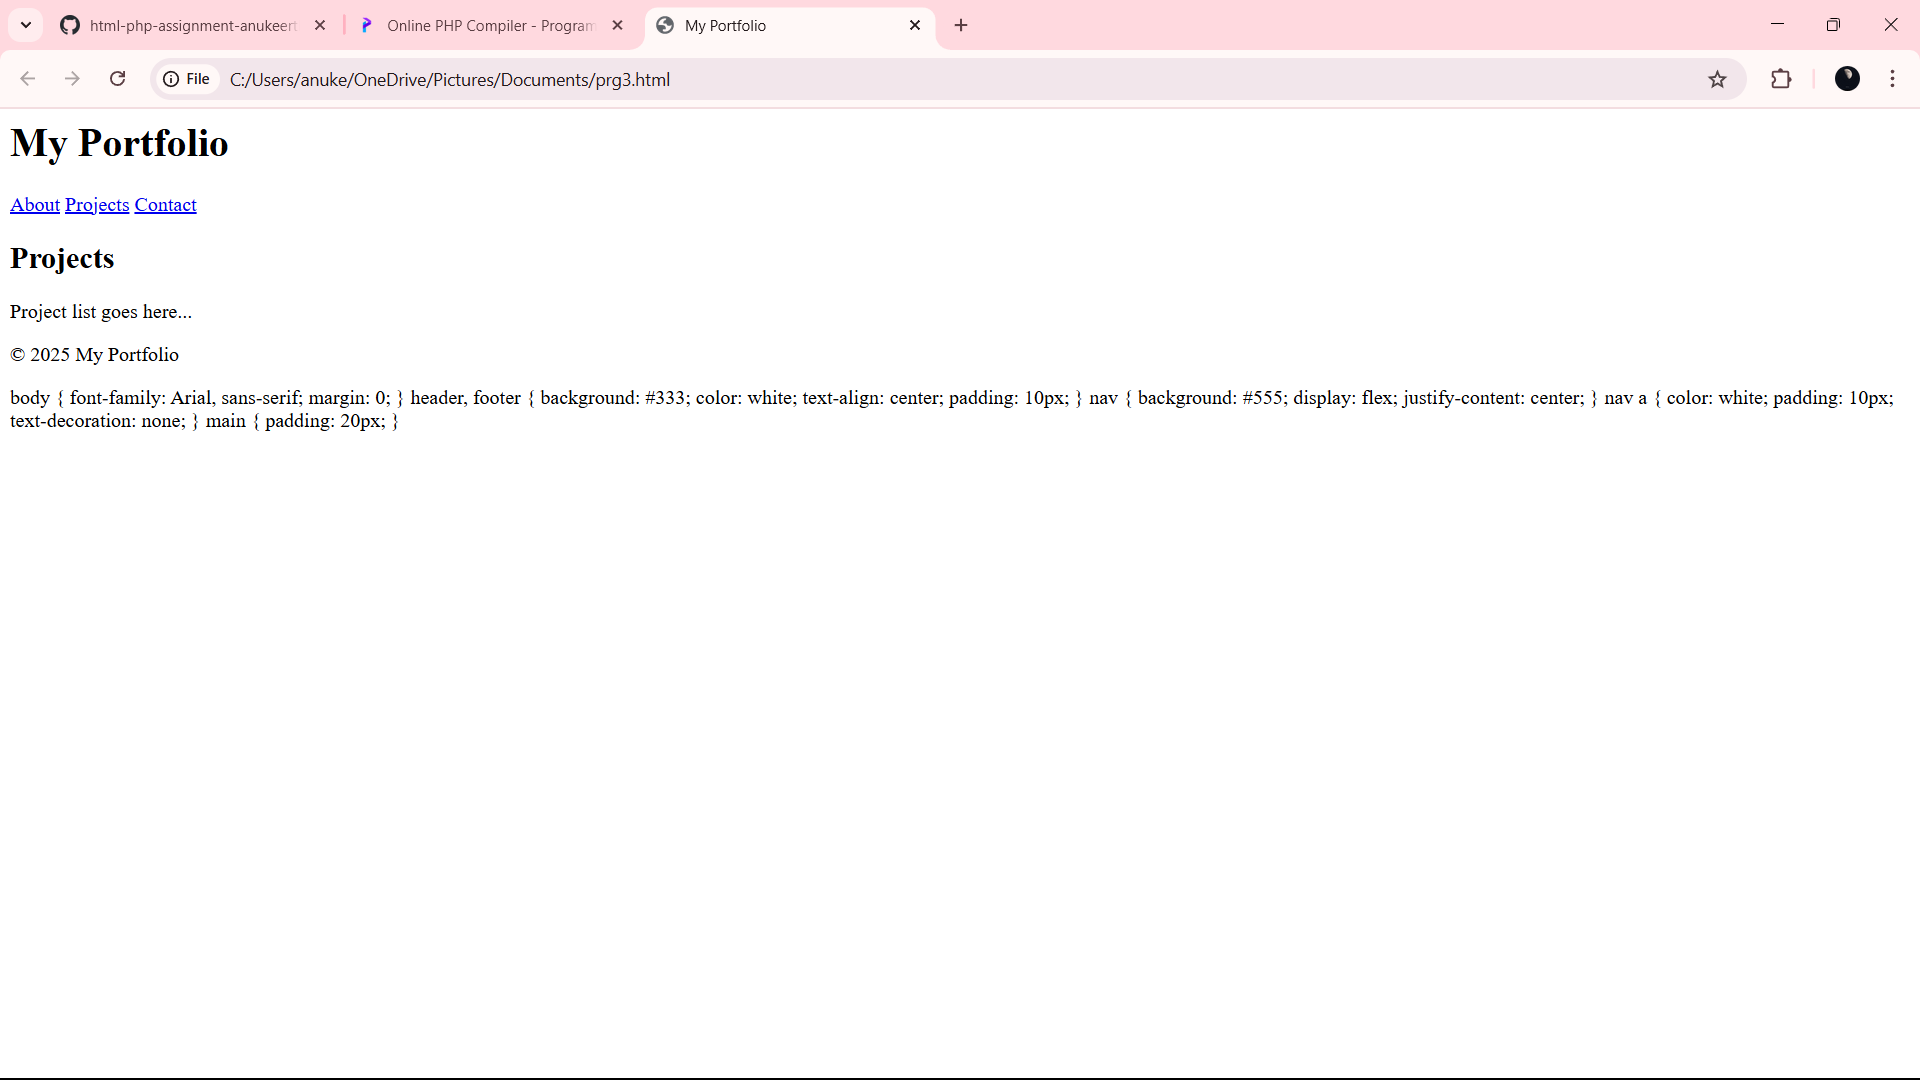 html-php-assignment-anukeert
Online PHP Compiler - Program
My Portfolio
File
C:/Users/anuke/OneDrive/Pictures/Documents/prg3.html
My Portfolio
About Projects Contact
Projects
Project list goes here...
© 2025 My Portfolio
body { font-family: Arial, sans-serif; margin: 0; } header, footer { background: #333; color: white; text-align: center; padding: 10px; } nav { background: #555; display: flex; justify-content: center; } nav a { color: white; padding: 10px;
text-decoration: none; } main { padding: 20px; }